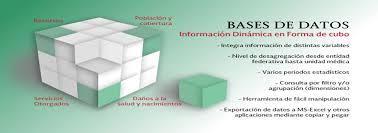 BASES DE DATOS
Información Dinámica en Forma de cubo
Recursos
Población y
cobertura
Servicios
Otorgados
Daños a la
salud y nacimientos
- Integra información de distintas variables
- Nivel de desagregación desde entidad
federativa hasta unidad médica
- Varios periodos estadísticos
- Consulta por filtro y/o
agrupación (dimensiones)
- Herramienta de fácil manipulación
- Exportación de datos a MS-Excel y otros
aplicaciones mediante copiar y pegar